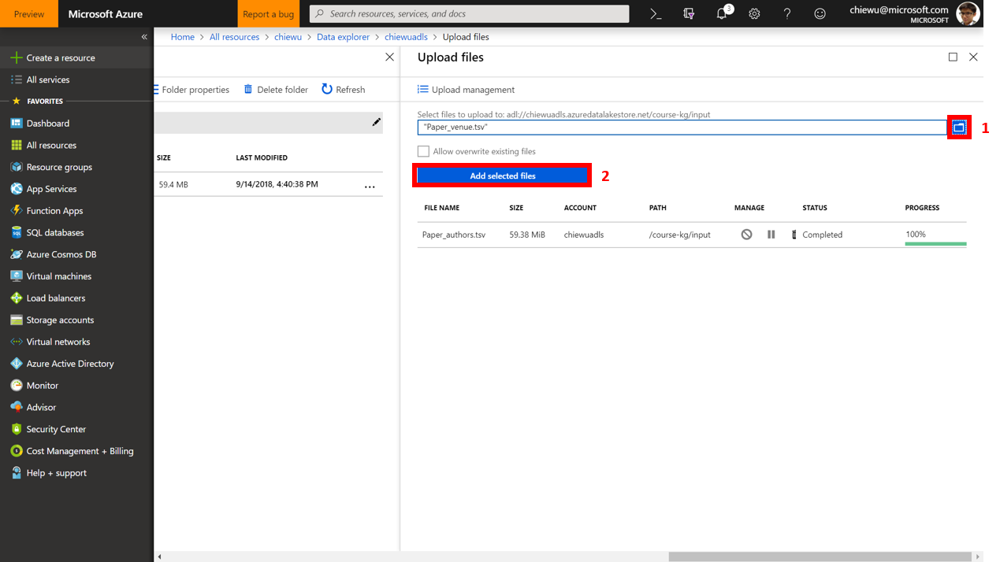 Preview
Microsoft Azure
Report a bug
Search resources, services, and docs
3
chiewu@microsoft.com
MICROSOFT
Home > All resources > chiewu > Data explorer > chiewuadls > Upload files
Create a resource
All services
FAVORITES
Dashboard
All resources
Resource groups
App Services
Function Apps
SQL databases
Azure Cosmos DB
Virtual machines
Load balancers
Storage accounts
Virtual networks
Azure Active Directory
Monitor
Advisor
Security Center
Cost Management + Billing
Help + support
Folder properties Delete folder Refresh
SIZE LAST MODIFIED
59.4 MB 9/14/2018, 4:40:38 PM ...
Upload files
Upload management
Select files to upload to: adl://chiewuadls.azuredatalakestore.net/course-kg/input
"Paper_venue.tsv"
1
Allow overwrite existing files
Add selected files
2
FILE NAME SIZE ACCOUNT PATH MANAGE STATUS PROGRESS
Paper_authors.tsv 59.38 MiB chiewuadls /course-kg/input Completed 100%